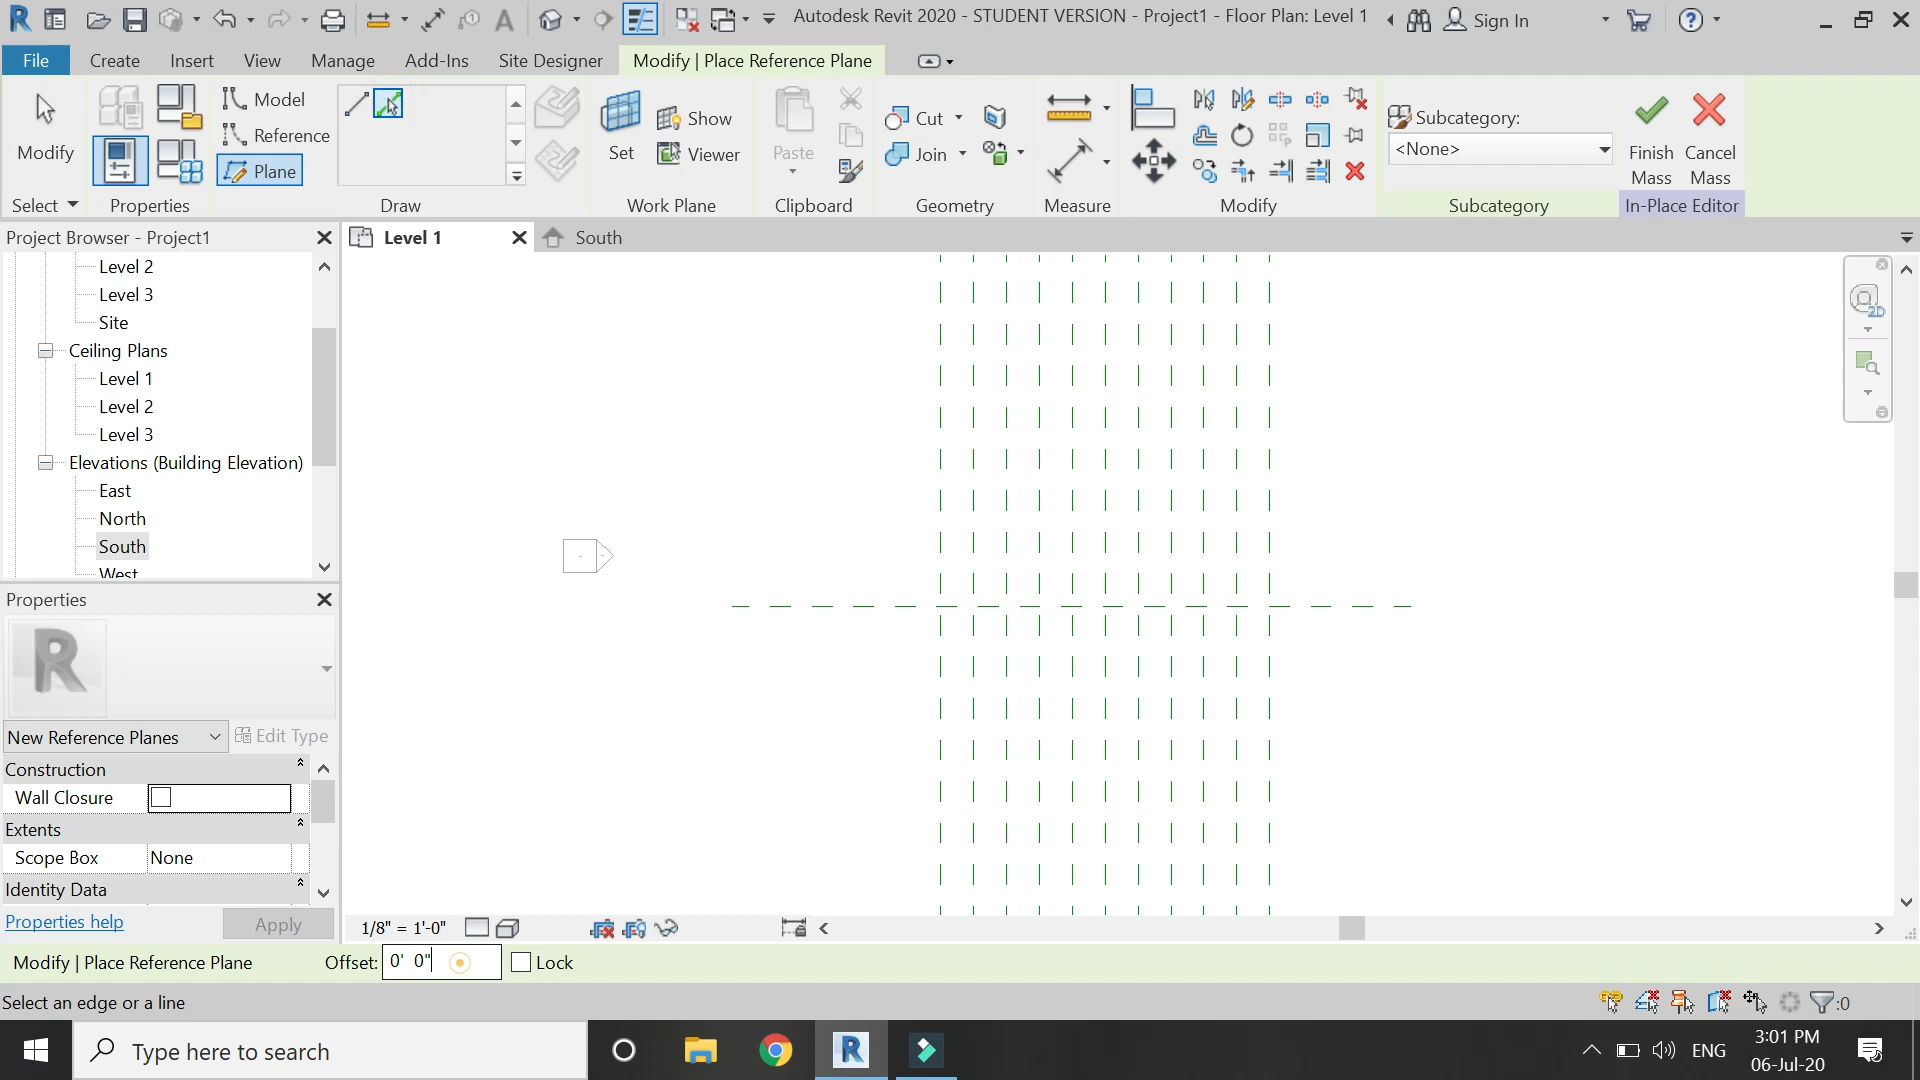 Autodesk Revit 2020 - STUDENT VERSION - Project1 - Floor Plan: Level 1
Sign In
File Create Insert View Manage Add-Ins Site Designer Modify | Place Reference Plane
Modify
Model
Reference
Plane
Set
Show
Viewer
Paste
Cut
Join
Subcategory:
<None>
Finish Mass
Cancel Mass
Select Properties Draw Work Plane Clipboard Geometry Measure Modify Subcategory In-Place Editor
Project Browser - Project1
Level 1
South
Level 2
Level 3
Site
Ceiling Plans
Level 1
Level 2
Level 3
Elevations (Building Elevation)
East
North
South
West
2D
Properties
R
New Reference Planes
Edit Type
Construction
Wall Closure
Extents
Scope Box None
Identity Data
Properties help
Apply
1/8" = 1'-0"
Modify | Place Reference Plane Offset: 0' 0" Lock
Select an edge or a line
:0
Type here to search
ENG
3:01 PM
06-Jul-20